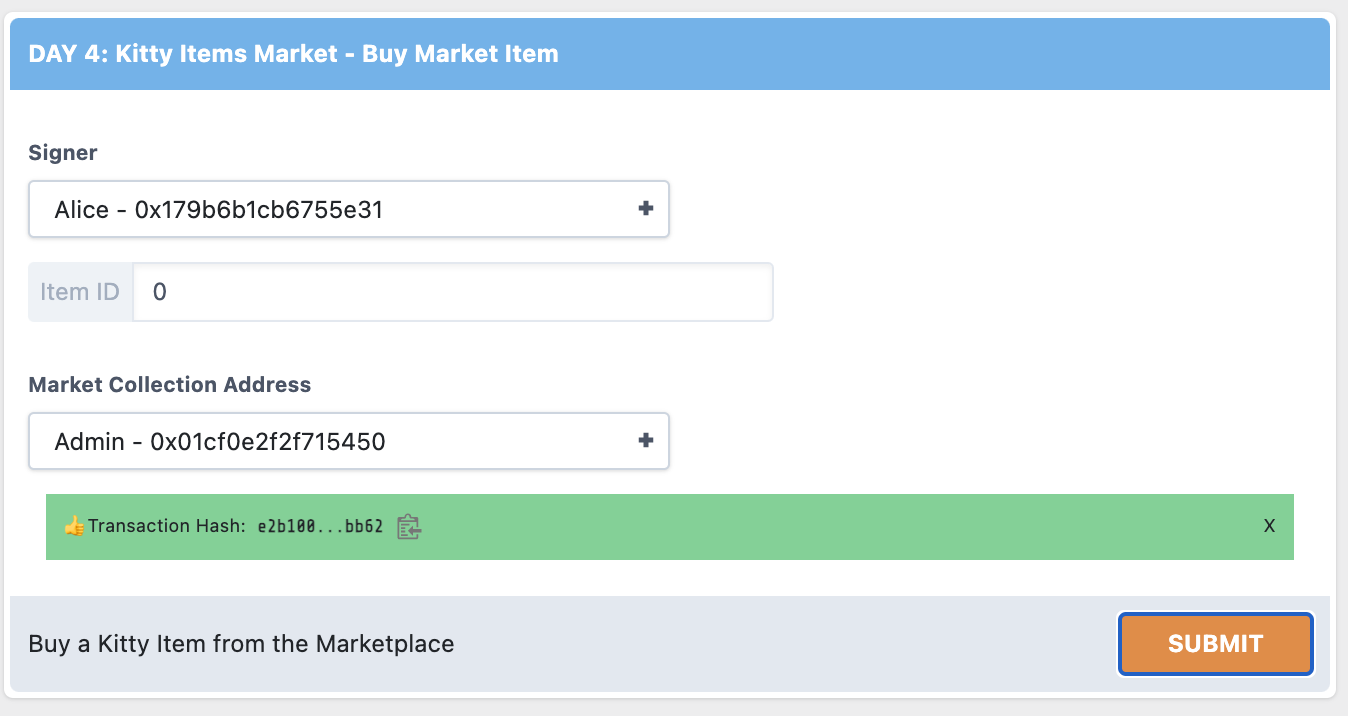 DAY 4: Kitty Items Market - Buy Market Item
Signer
Alice - 0x179b6b1cb6755e31
Item ID 0
Market Collection Address
Admin - 0x01cf0e2f2f715450
👍Transaction Hash: e2b100...bb62 X
Buy a Kitty Item from the Marketplace SUBMIT